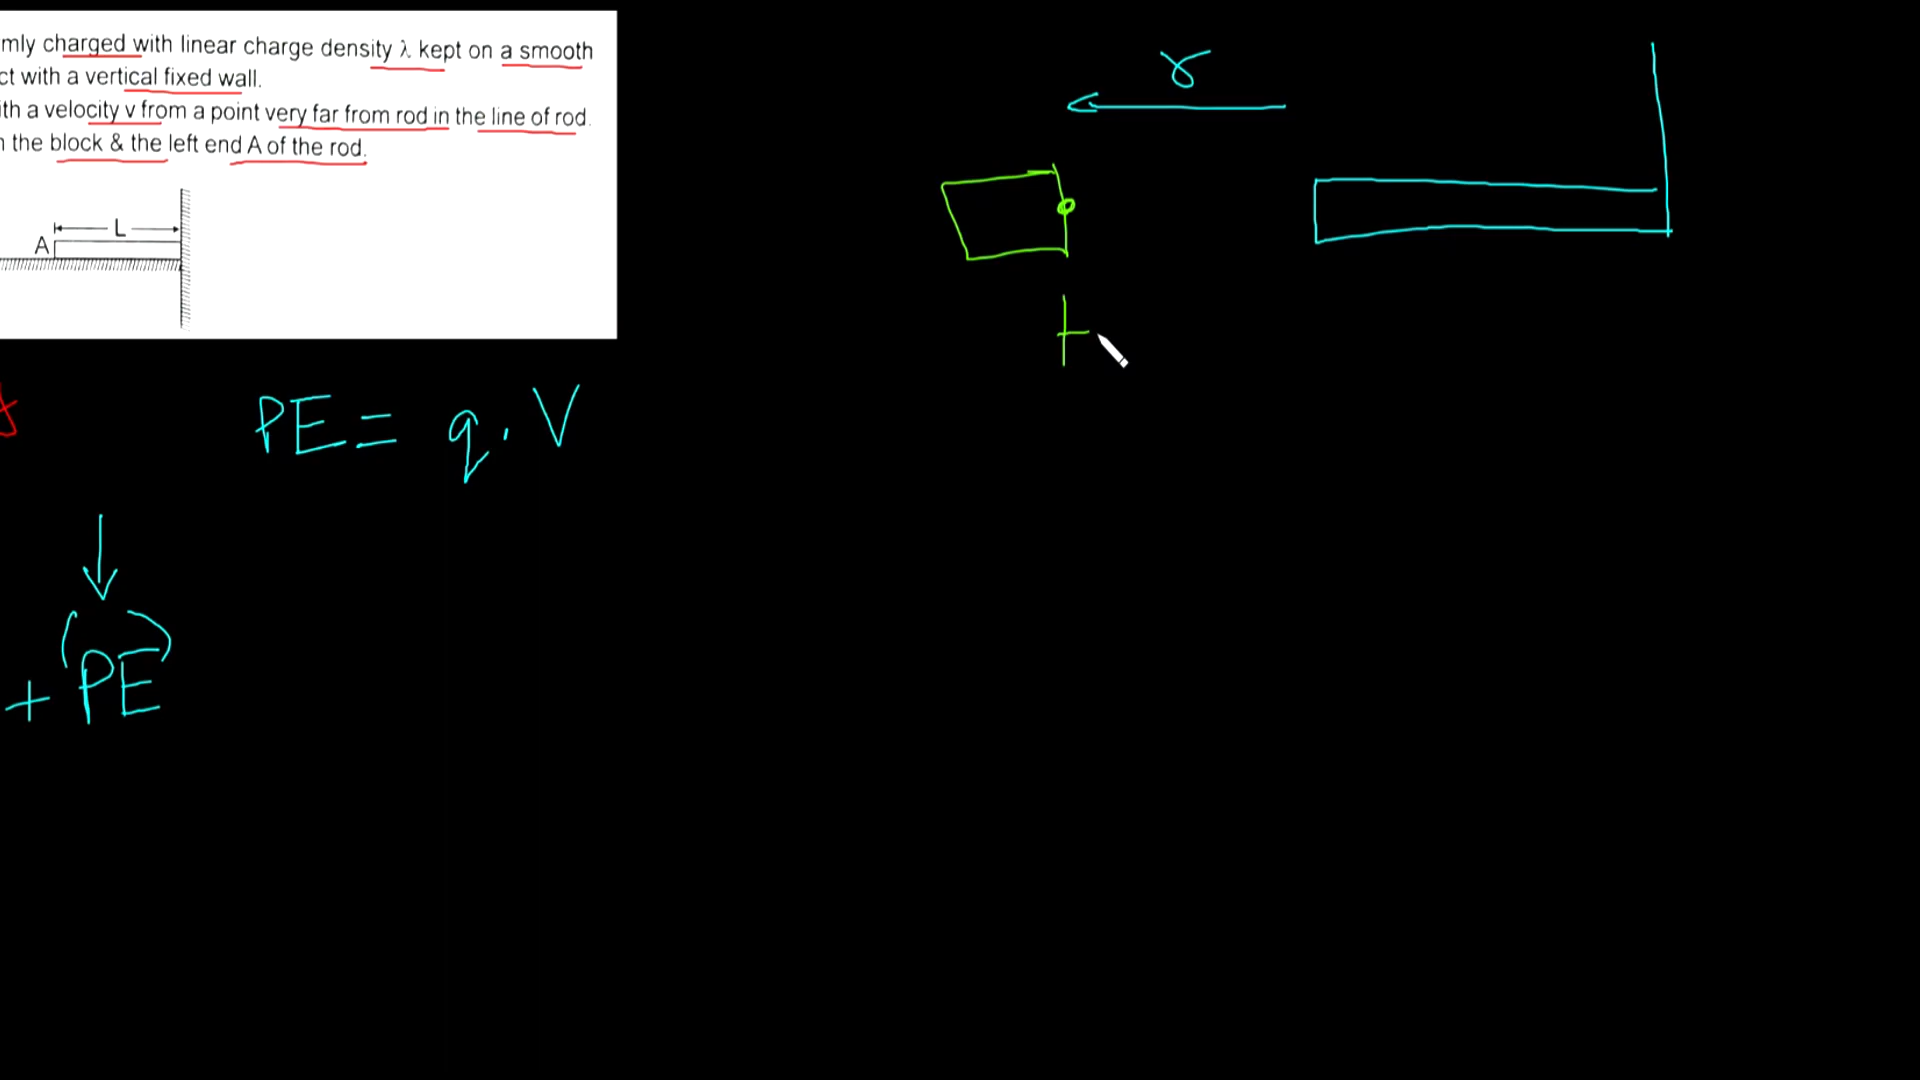 mly charged with linear charge density λ kept on a smooth
ct with a vertical fixed wall.
ith a velocity v from a point very far from rod in the line of rod.
n the block & the left end A of the rod.
L
A
PE = q . V
+ (PE)